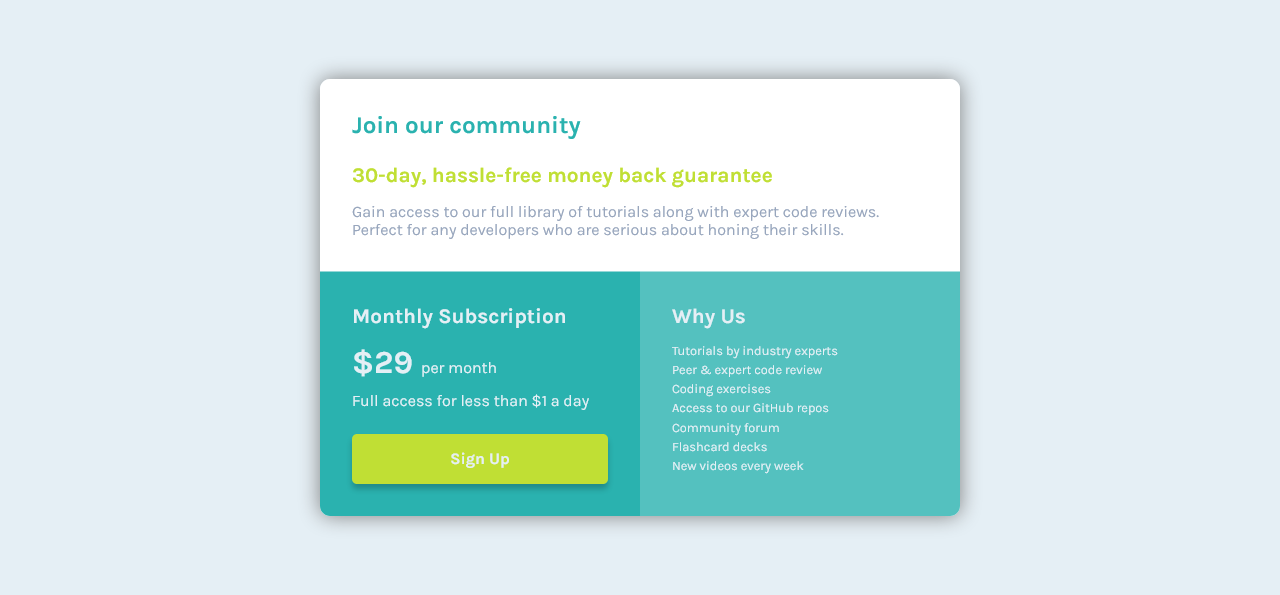 Join our community
30-day, hassle-free money back guarantee
Gain access to our full library of tutorials along with expert code reviews.
Perfect for any developers who are serious about honing their skills.
Monthly Subscription
$29 per month
Full access for less than $1 a day
Sign Up
Why Us
Tutorials by industry experts
Peer & expert code review
Coding exercises
Access to our GitHub repos
Community forum
Flashcard decks
New videos every week